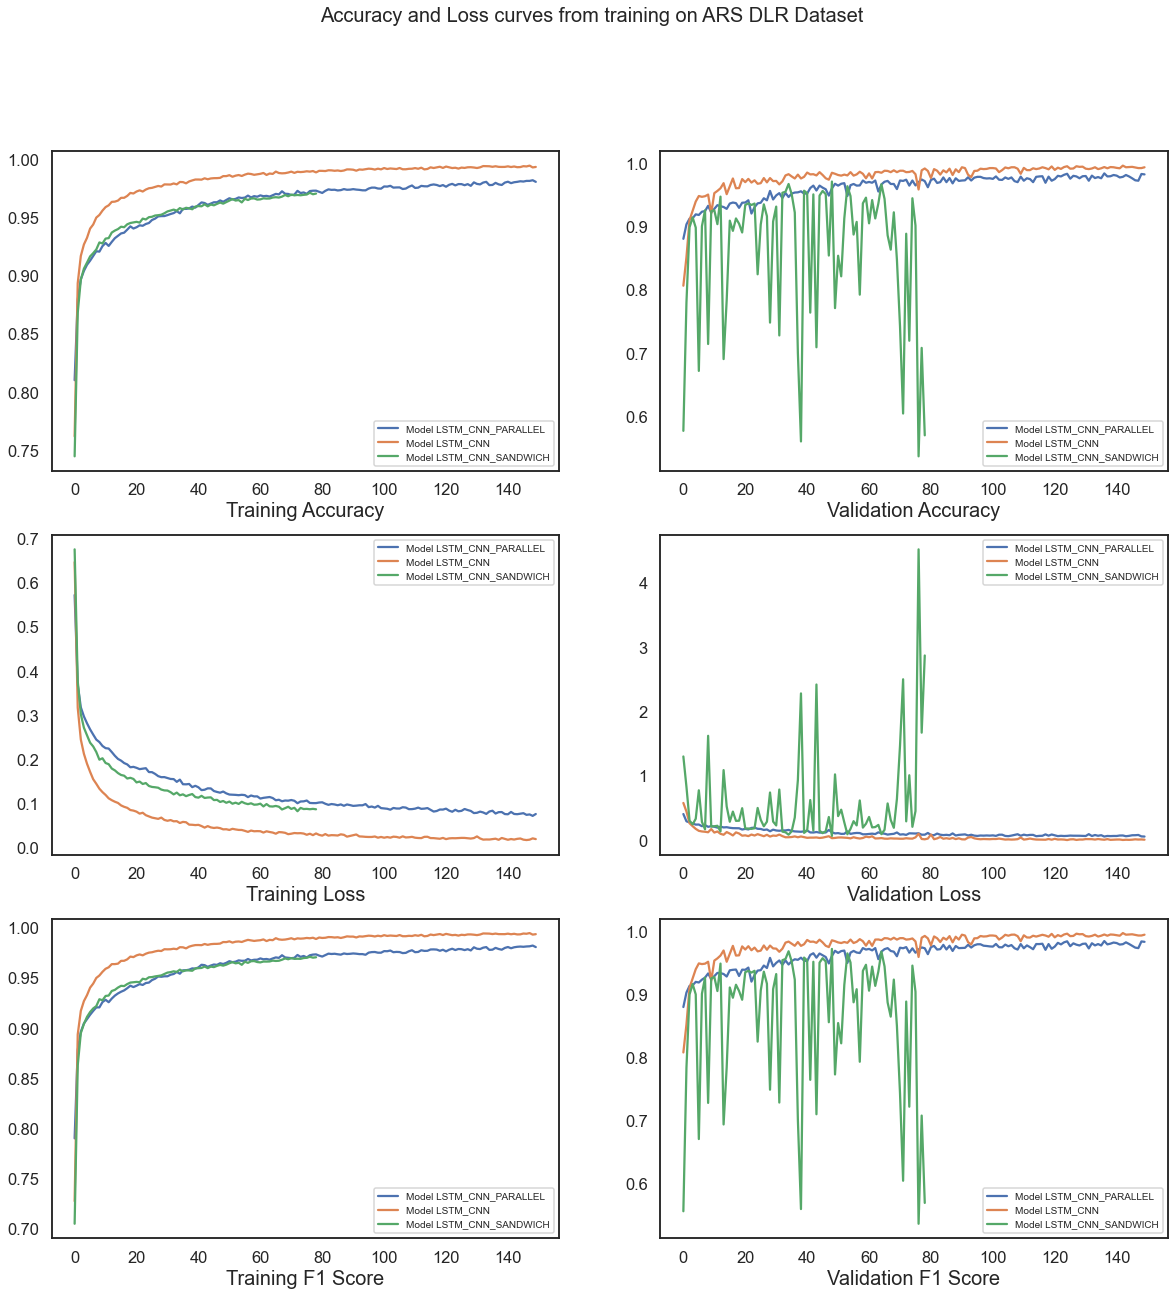 Accuracy and Loss curves from training on ARS DLR Dataset
1.00
0.95
0.90
0.85
0.80
0.75
Model LSTM_CNN_PARALLEL
Model LSTM_CNN
Model LSTM_CNN_SANDWICH
0 20 40 60 80 100 120 140
Training Accuracy
1.0
0.9
0.8
0.7
0.6
Model LSTM_CNN_PARALLEL
Model LSTM_CNN
Model LSTM_CNN_SANDWICH
0 20 40 60 80 100 120 140
Validation Accuracy
0.7
0.6
0.5
0.4
0.3
0.2
0.1
0.0
Model LSTM_CNN_PARALLEL
Model LSTM_CNN
Model LSTM_CNN_SANDWICH
0 20 40 60 80 100 120 140
Training Loss
4
3
2
1
0
Model LSTM_CNN_PARALLEL
Model LSTM_CNN
Model LSTM_CNN_SANDWICH
0 20 40 60 80 100 120 140
Validation Loss
1.00
0.95
0.90
0.85
0.80
0.75
0.70
Model LSTM_CNN_PARALLEL
Model LSTM_CNN
Model LSTM_CNN_SANDWICH
0 20 40 60 80 100 120 140
Training F1 Score
1.0
0.9
0.8
0.7
0.6
Model LSTM_CNN_PARALLEL
Model LSTM_CNN
Model LSTM_CNN_SANDWICH
0 20 40 60 80 100 120 140
Validation F1 Score